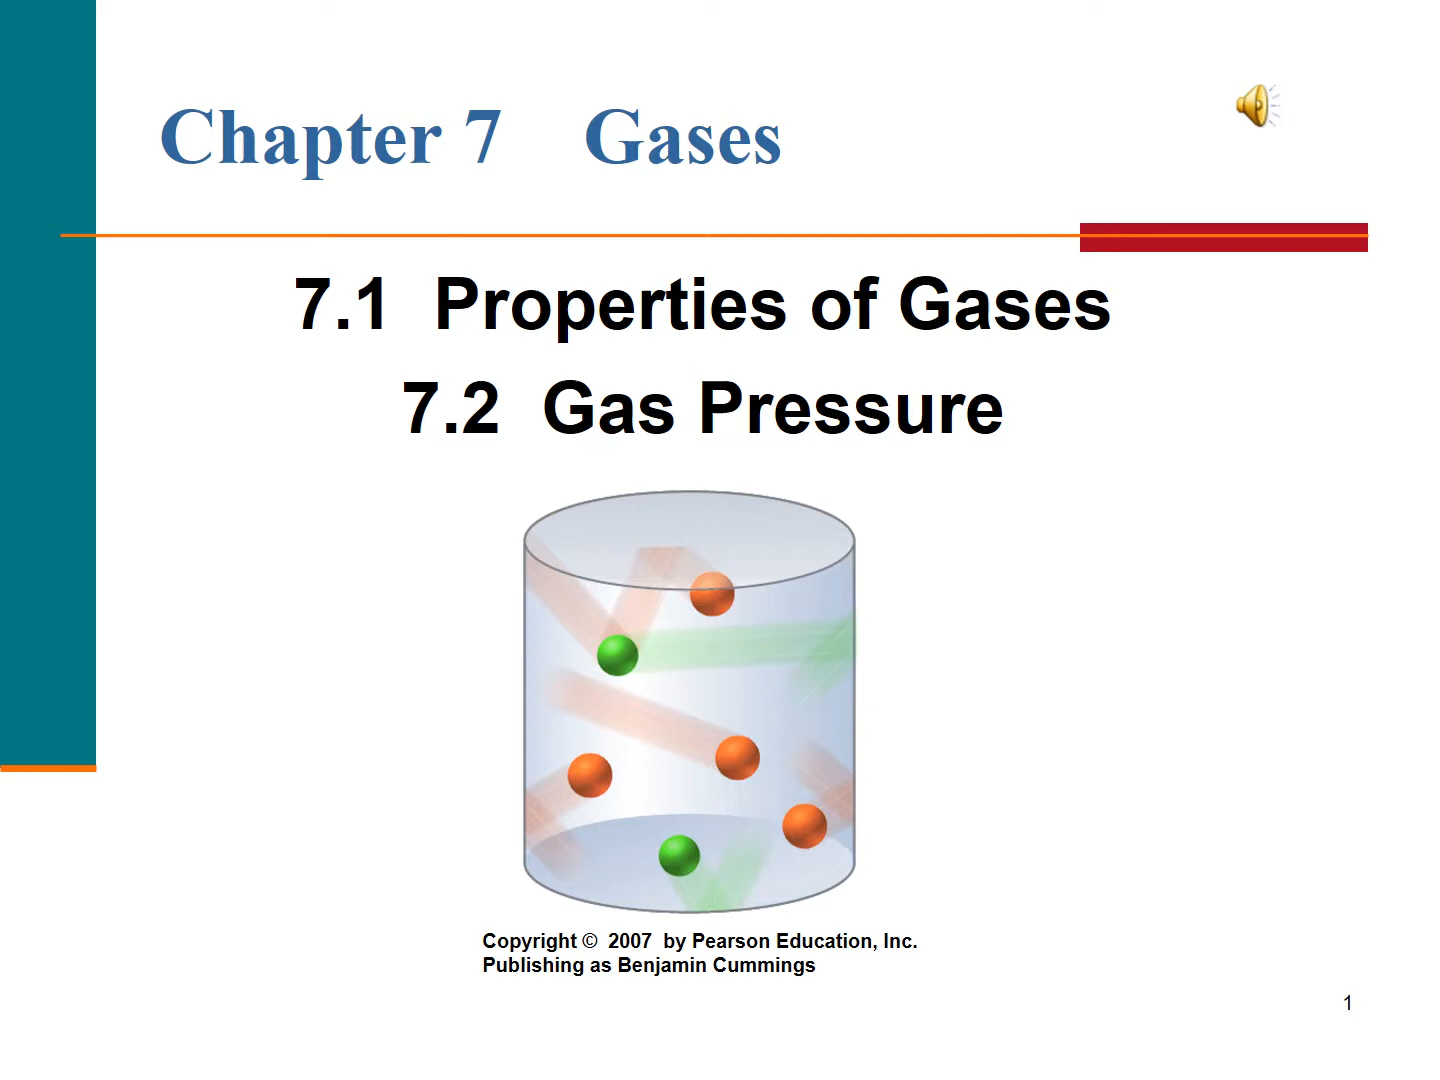 Chapter 7 Gases
7.1 Properties of Gases
7.2 Gas Pressure
Copyright © 2007 by Pearson Education, Inc.
Publishing as Benjamin Cummings
1